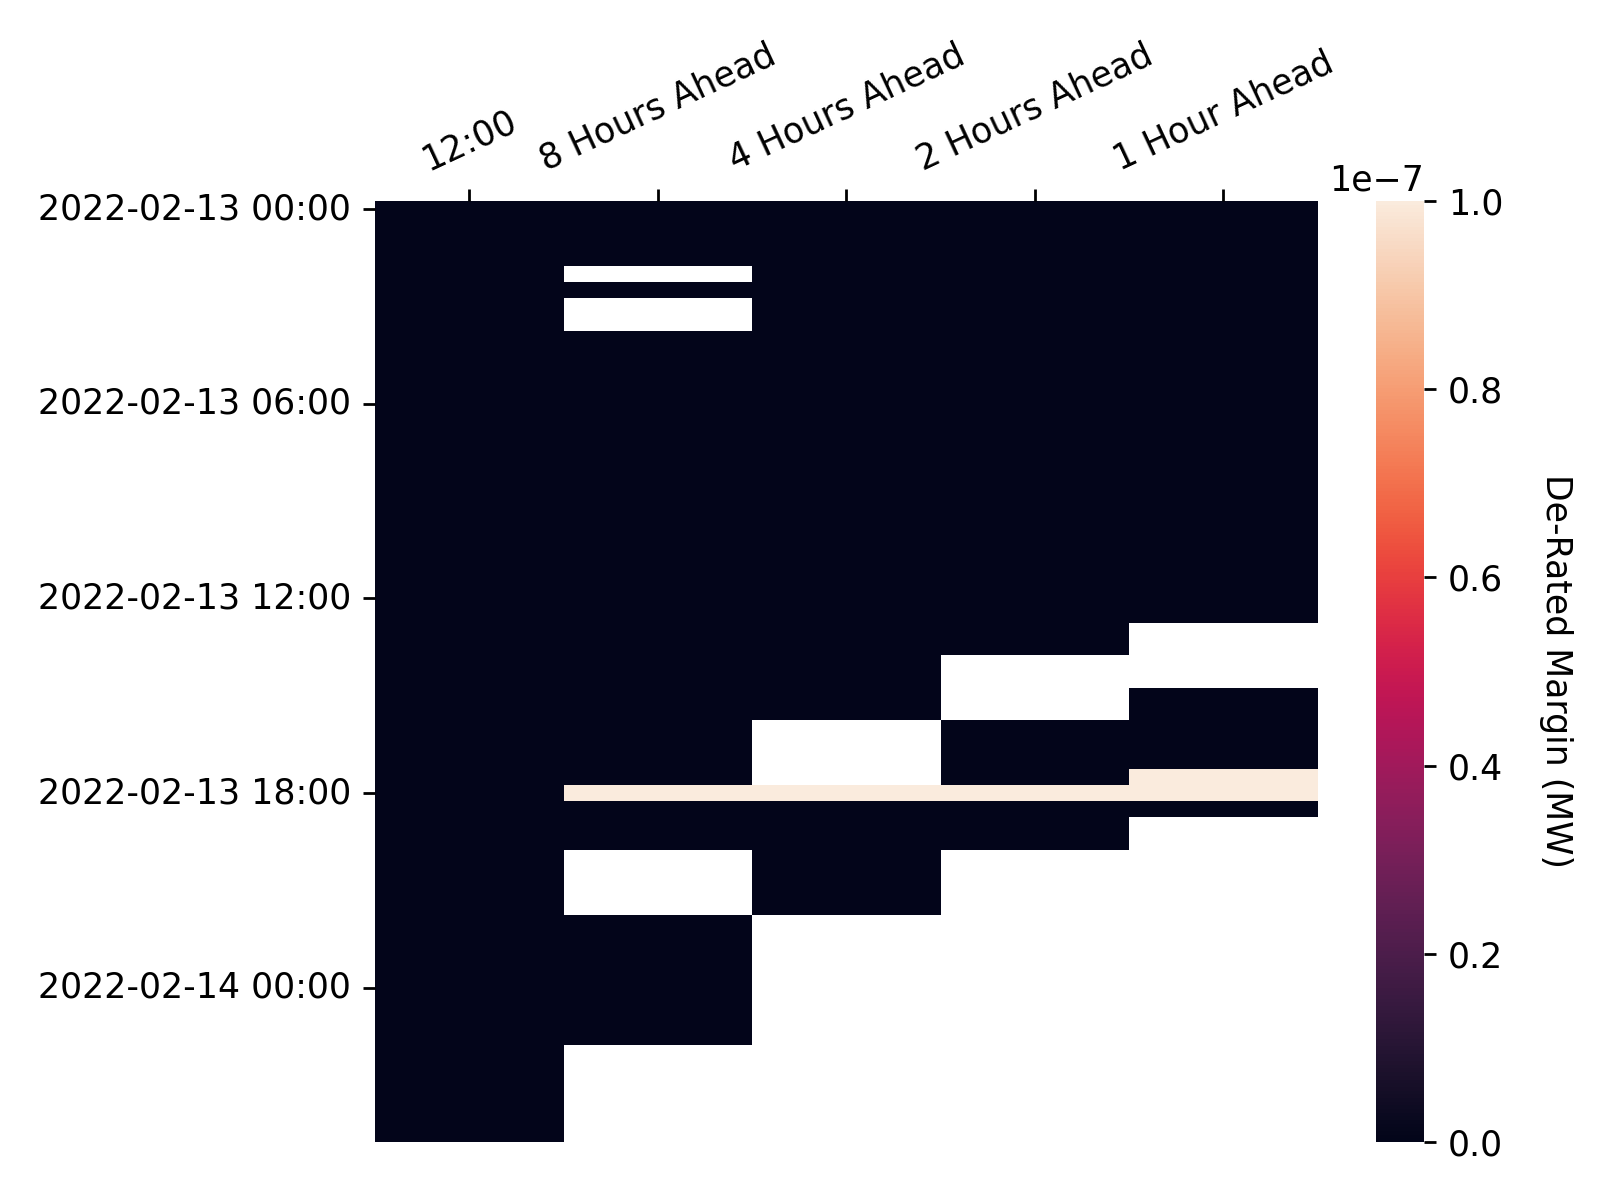 12:00
8 Hours Ahead
4 Hours Ahead
2 Hours Ahead
1 Hour Ahead
2022-02-13 00:00
2022-02-13 06:00
2022-02-13 12:00
2022-02-13 18:00
2022-02-14 00:00
1e−7
1.0
0.8
0.6
0.4
0.2
0.0
De-Rated Margin (MW)